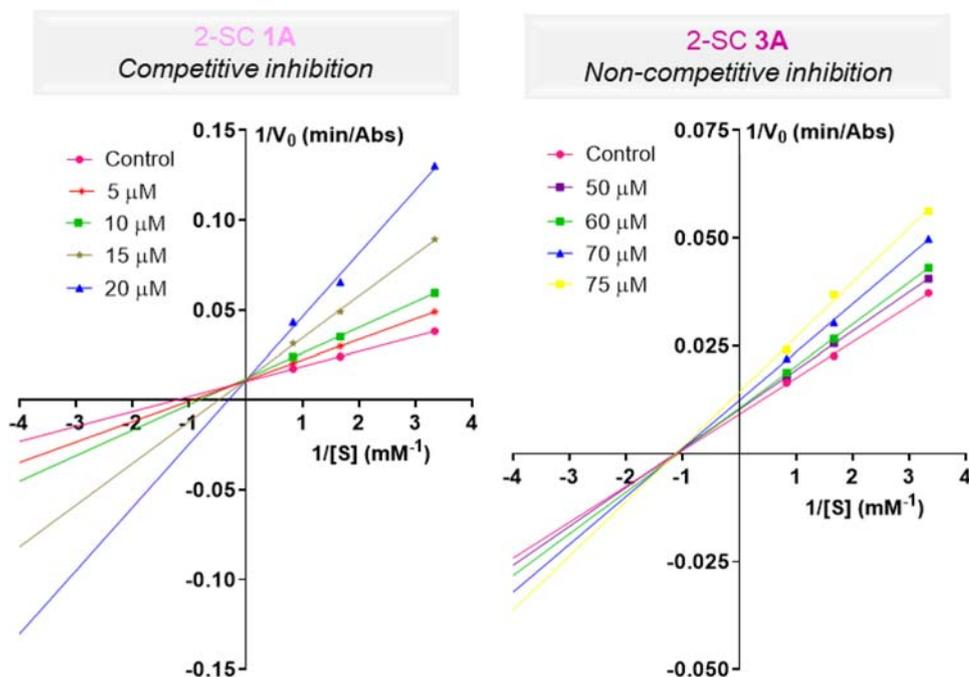 2-SC 1A
Competitive inhibition
0.15
1/V0 (min/Abs)
Control
5 μM
10 μM
15 μM
20 μM
0.10
0.05
-4
-3
-2
-1
0
1
2
3
4
1/[S] (mM-1)
-0.05
-0.10
-0.15
2-SC 3A
Non-competitive inhibition
0.075
1/V0 (min/Abs)
Control
50 μM
60 μM
70 μM
75 μM
0.050
0.025
-4
-3
-2
-1
1
2
3
4
1/[S] (mM-1)
-0.025
-0.050